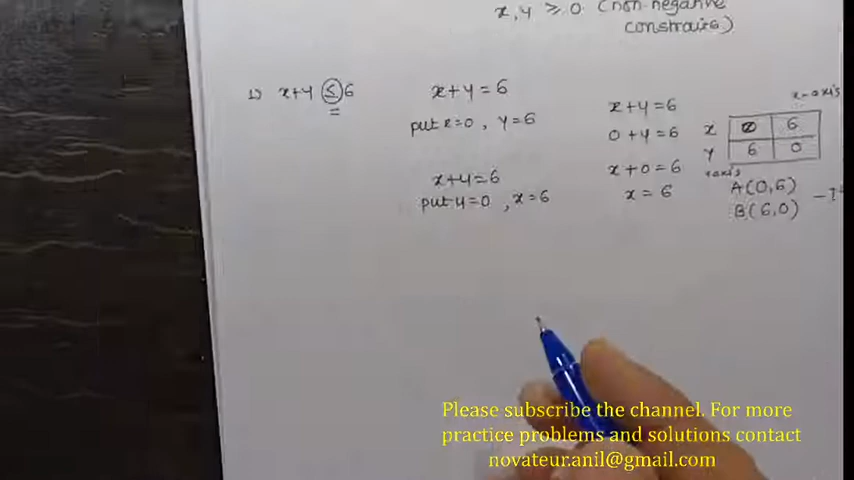 x, y ≥ 0 (non-negative
constraints)
1) x+y ≤ 6
x+y = 6
put x=0, y=6
x+y=6
put y=0, x=6
x+y=6
0+y=6
x+0=6
x = 6
x-axis
x 0 6
y 6 0
y axis
A(0,6)
B(6,0) –
Please subscribe the channel. For more
practice problems and solutions contact
novateur.anil@gmail.com